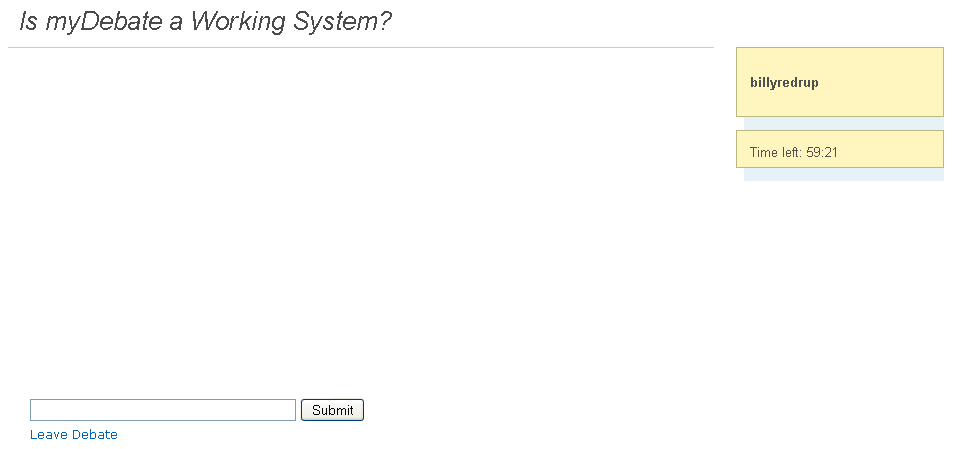 Is myDebate a Working System?
billyredrup
Time left: 59:21
Submit
Leave Debate